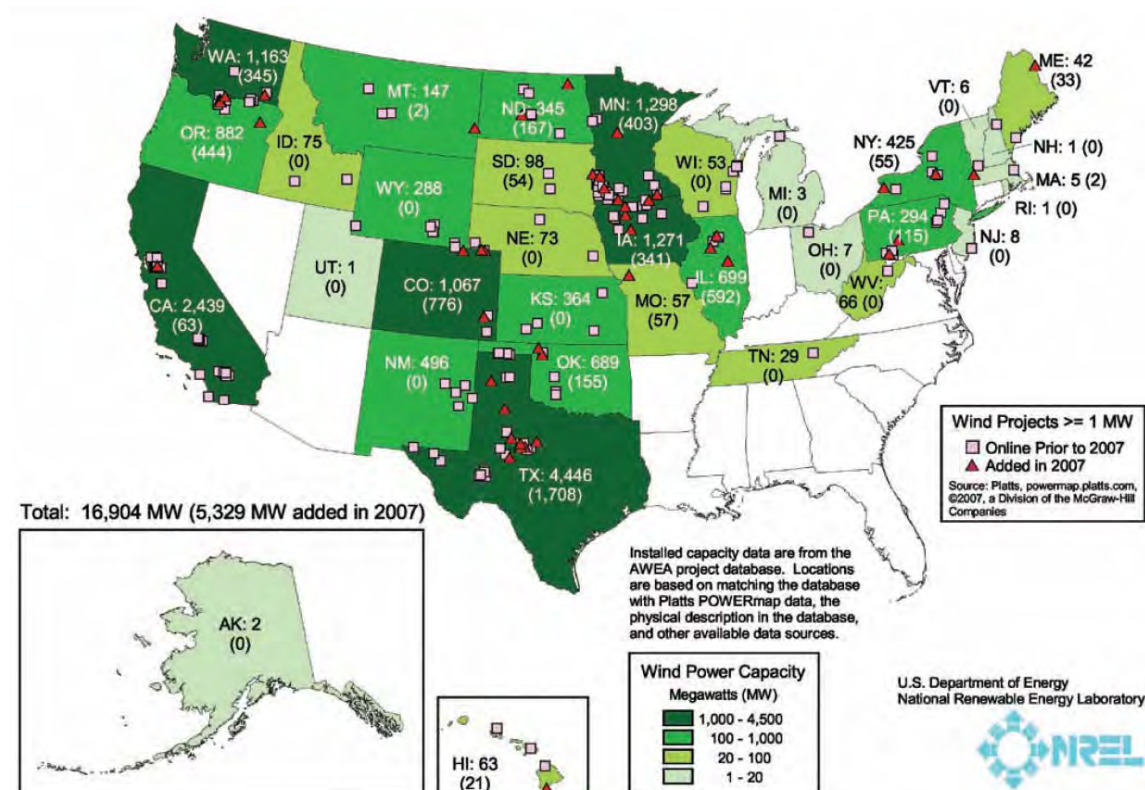 WA: 1,163
(345)
MT: 147
(2)
ND: 345
(167)
MN: 1,298
(403)
ME: 42
(33)
VT: 6
(0)
OR: 882
(444)
ID: 75
(0)
SD: 98
(54)
WI: 53
(0)
NY: 425
(55)
NH: 1 (0)
WY: 288
(0)
MI: 3
(0)
MA: 5 (2)
RI: 1 (0)
PA: 294
(115)
NJ: 8
(0)
NE: 73
(0)
IA: 1,271
(341)
OH: 7
(0)
UT: 1
(0)
CO: 1,067
(776)
IL: 699
(592)
WV:
66 (0)
CA: 2,439
(63)
KS: 364
(0)
MO: 57
(57)
TN: 29
(0)
NM: 496
(0)
OK: 689
(155)
TX: 4,446
(1,708)
Wind Projects >= 1 MW
Online Prior to 2007
Added in 2007
Source: Platts, powermap.platts.com,
©2007, a Division of the McGraw-Hill
Companies
Total: 16,904 MW (5,329 MW added in 2007)
Installed capacity data are from the
AWEA project database. Locations
are based on matching the database
with Platts POWERmap data, the
physical description in the database,
and other available data sources.
AK: 2
(0)
HI: 63
(21)
Wind Power Capacity
Megawatts (MW)
1,000 - 4,500
100 - 1,000
20 - 100
1 - 20
U.S. Department of Energy
National Renewable Energy Laboratory
NREL